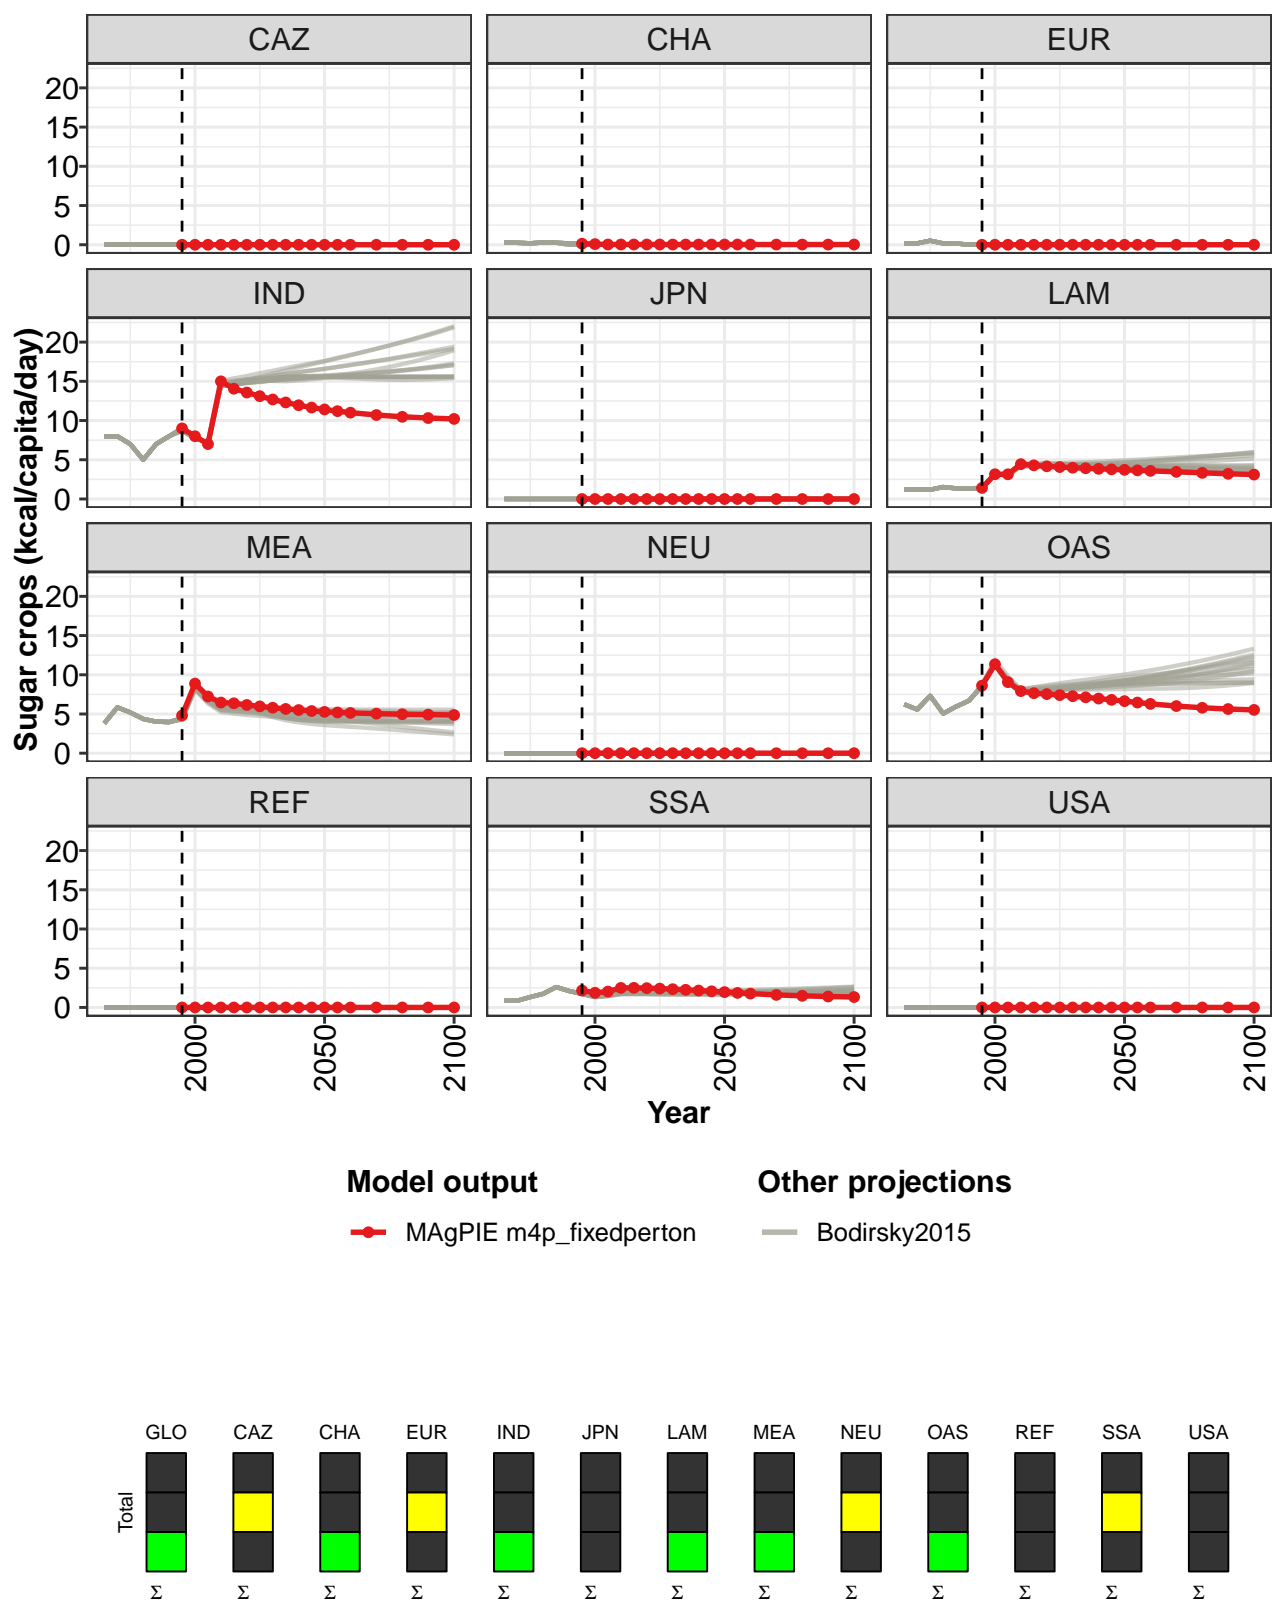 CAZ CHA EUR
20
15
10
5
0
IND JPN LAM
20
15
10
5
0
MEA NEU OAS
20
15
10
5
0
REF SSA USA
20
15
10
5
0
Sugar crops (kcal/capita/day)
2000 2050 2100 2000 2050 2100 2000 2050 2100
Year
Model output Other projections
MAgPIE m4p_fixedperton Bodirsky2015
GLO CAZ CHA EUR IND JPN LAM MEA NEU OAS REF SSA USA
Total
Σ Σ Σ Σ Σ Σ Σ Σ Σ Σ Σ Σ Σ